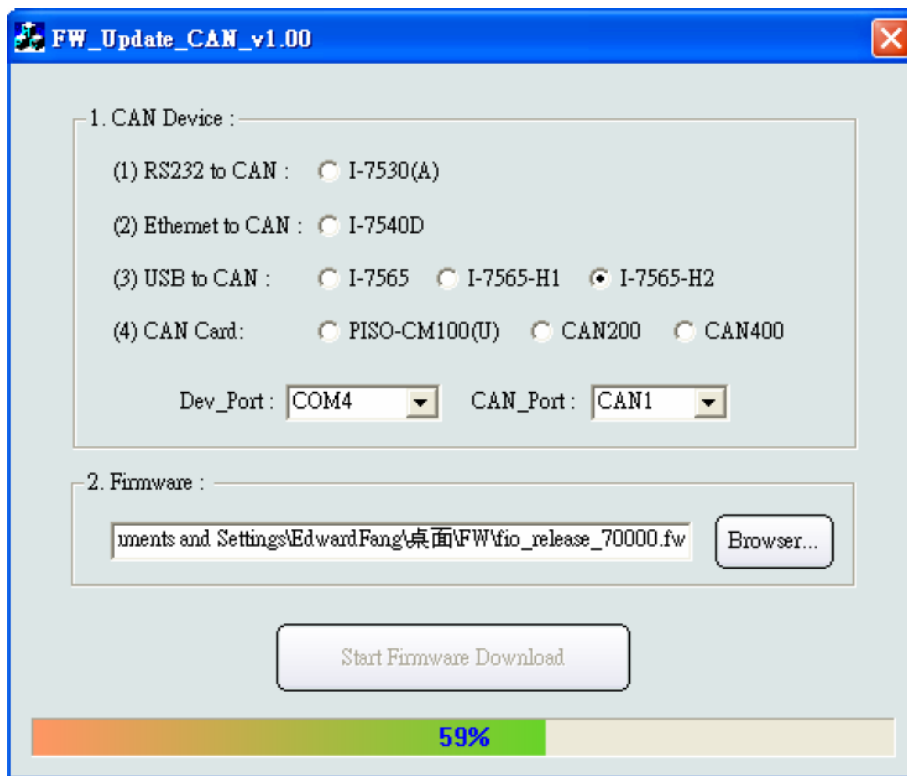 FW_Update_CAN_v1.00
1. CAN Device :
(1) RS232 to CAN : I-7530(A)
(2) Ethernet to CAN : I-7540D
(3) USB to CAN : I-7565 I-7565-H1 I-7565-H2
(4) CAN Card: PISO-CM100(U) CAN200 CAN400
Dev_Port : COM4 CAN_Port : CAN1
2. Firmware :
uments and Settings\EdwardFang\桌面\FW\fio_release_70000.fw Browser...
Start Firmware Download
59%